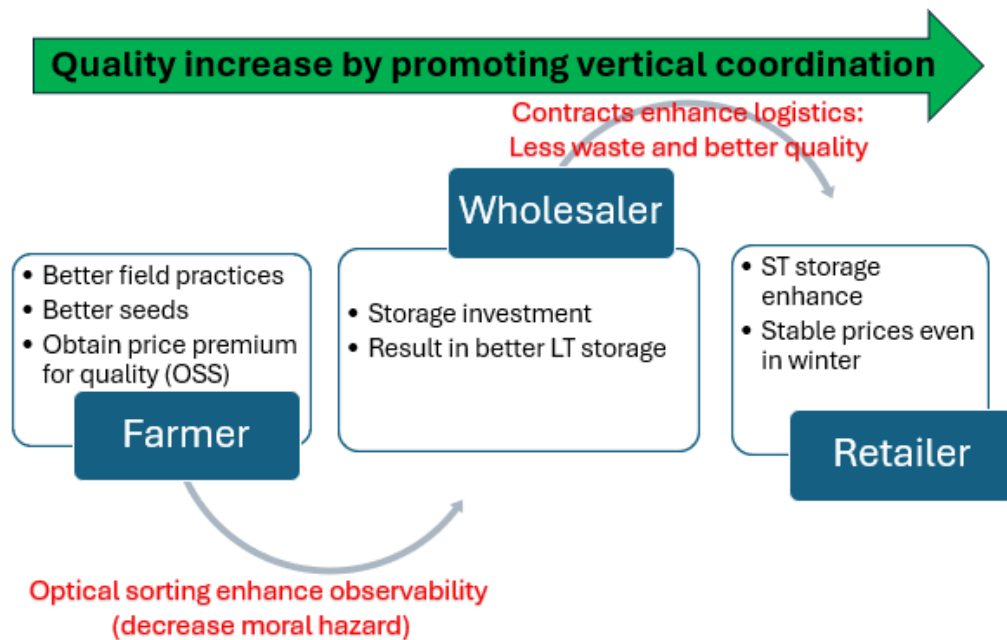 Quality increase by promoting vertical coordination
Contracts enhance logistics:
Less waste and better quality
Wholesaler
• Better field practices
• Better seeds
• Obtain price premium
for quality (OSS)
Farmer
• Storage investment
• Result in better LT storage
• ST storage
enhance
• Stable prices even
in winter
Retailer
Optical sorting enhance observability
(decrease moral hazard)